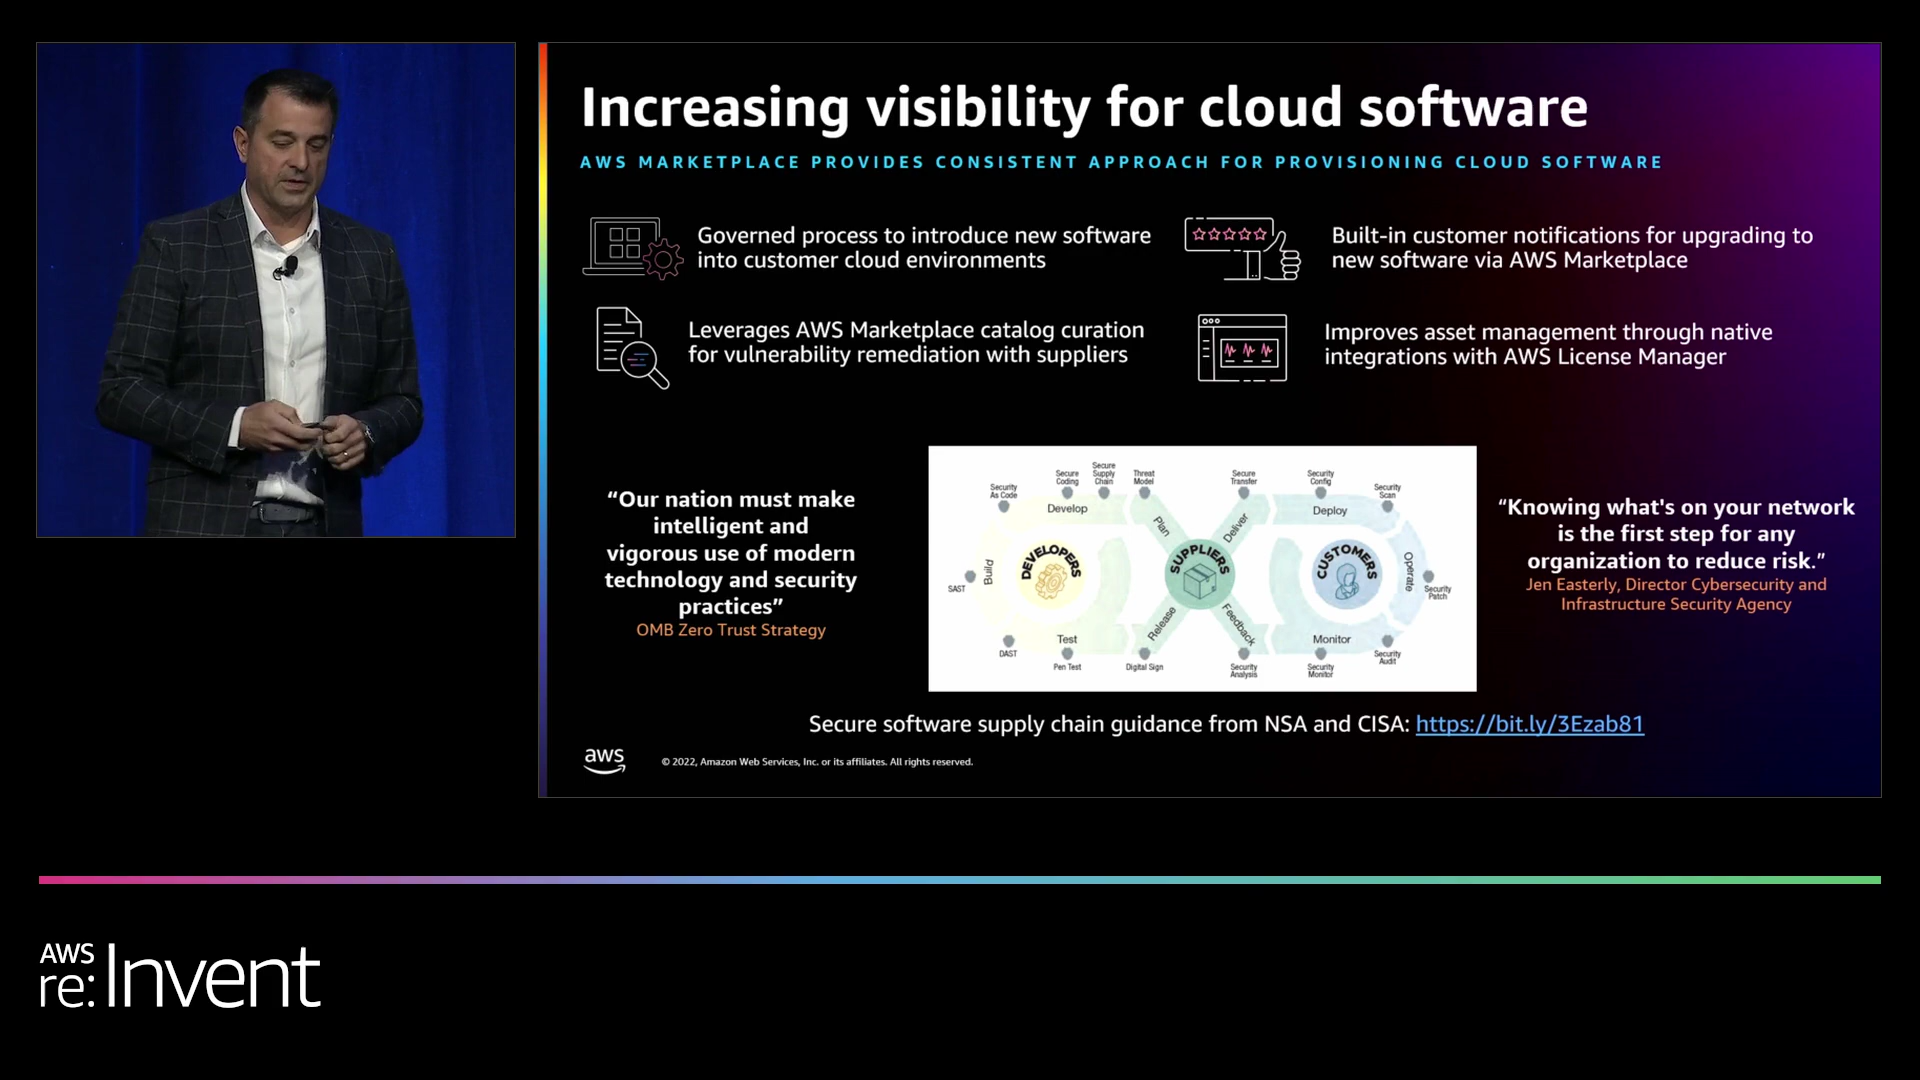 Increasing visibility for cloud software
AWS MARKETPLACE PROVIDES CONSISTENT APPROACH FOR PROVISIONING CLOUD SOFTWARE
Governed process to introduce new software
into customer cloud environments
Built-in customer notifications for upgrading to
new software via AWS Marketplace
Leverages AWS Marketplace catalog curation
for vulnerability remediation with suppliers
Improves asset management through native
integrations with AWS License Manager
“Our nation must make
intelligent and
vigorous use of modern
technology and security
practices”
OMB Zero Trust Strategy
Security
As Code
Secure
Coding
Secure
Supply
Chain
Threat
Model
Secure
Transfer
Security
Config
Security
Scan
Develop
Plan
Deliver
Deploy
Build
DEVELOPERS
SUPPLIERS
CUSTOMERS
Operate
SAST
Security
Patch
Test
Release
Feedback
Monitor
DAST
Pen Test
Digital Sign
Security
Analysis
Security
Monitor
Security
Audit
“Knowing what's on your network
is the first step for any
organization to reduce risk.”
Jen Easterly, Director Cybersecurity and
Infrastructure Security Agency
Secure software supply chain guidance from NSA and CISA: https://bit.ly/3Ezab81
aws
© 2022, Amazon Web Services, Inc. or its affiliates. All rights reserved.
AWS
re:Invent